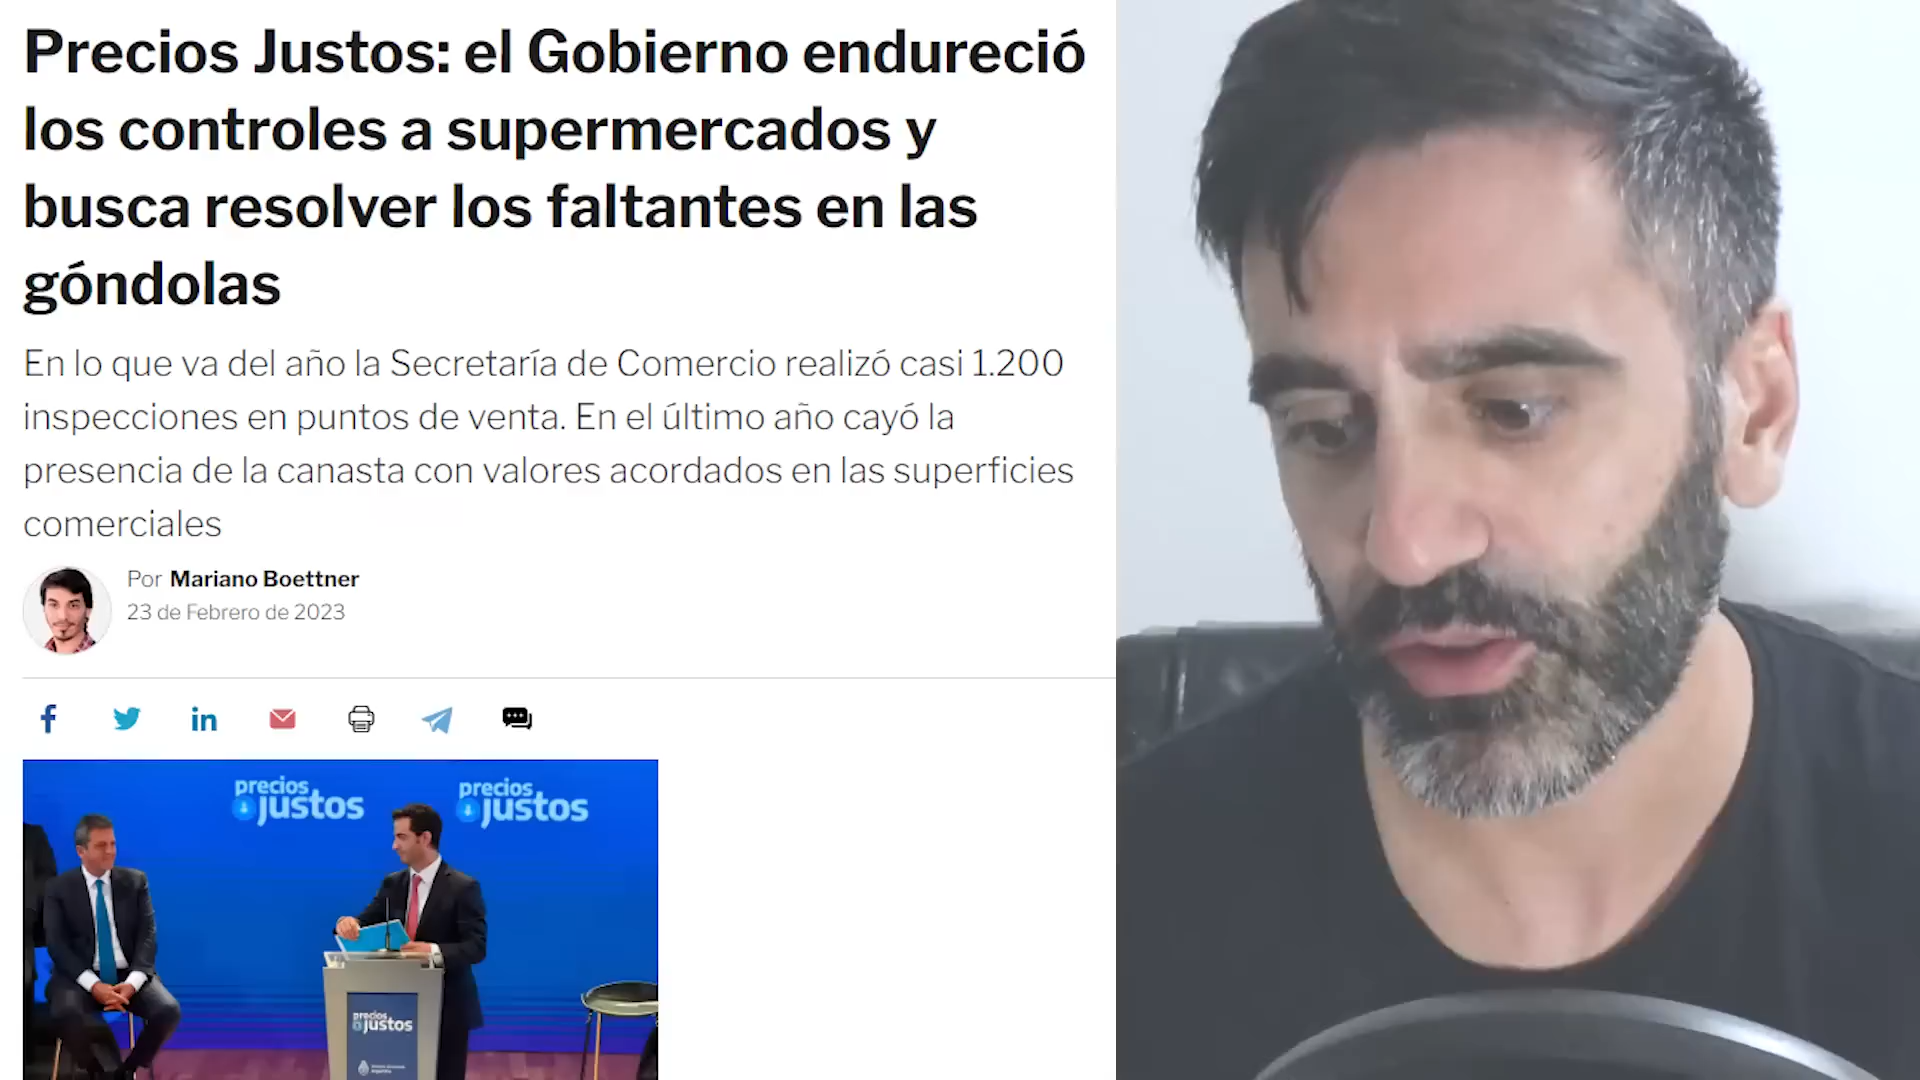 Precios Justos: el Gobierno endureció
los controles a supermercados y
busca resolver los faltantes en las
góndolas
En lo que va del año la Secretaría de Comercio realizó casi 1.200
inspecciones en puntos de venta. En el último año cayó la
presencia de la canasta con valores acordados en las superficies
comerciales
Por Mariano Boettner
23 de Febrero de 2023
precios
justos
precios
justos
precios
justos